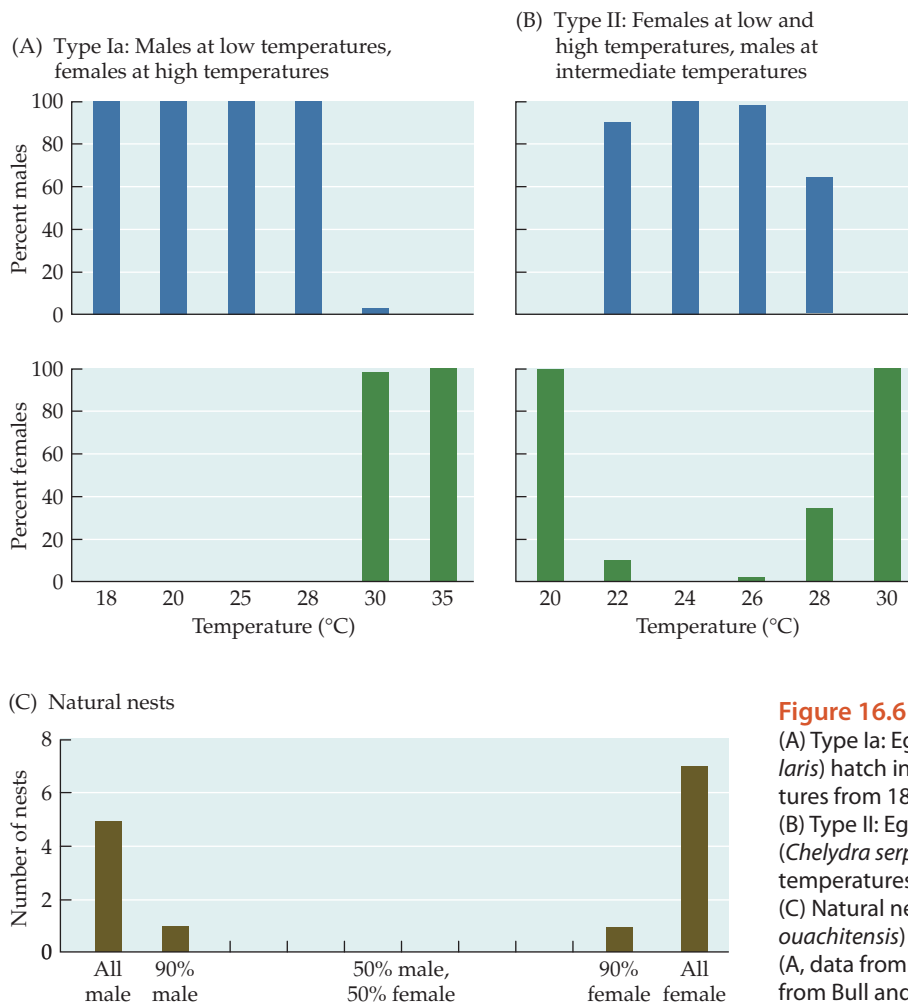 (A) Type Ia: Males at low temperatures,
females at high temperatures
100
80
60
40
20
0
Percent males
100
80
60
40
20
0
Percent females
18 20 25 28 30 35
Temperature (°C)
(B) Type II: Females at low and
high temperatures, males at
intermediate temperatures
20 22 24 26 28 30
Temperature (°C)
(C) Natural nests
8
6
4
2
0
Number of nests
All
male
90%
male
50% male,
50% female
90%
female
All
female
Figure 16.6
(A) Type Ia: Eg
laris) hatch in
tures from 18
(B) Type II: Eg
(Chelydra serp
temperatures
(C) Natural ne
ouachitensis)
(A, data from
from Bull and